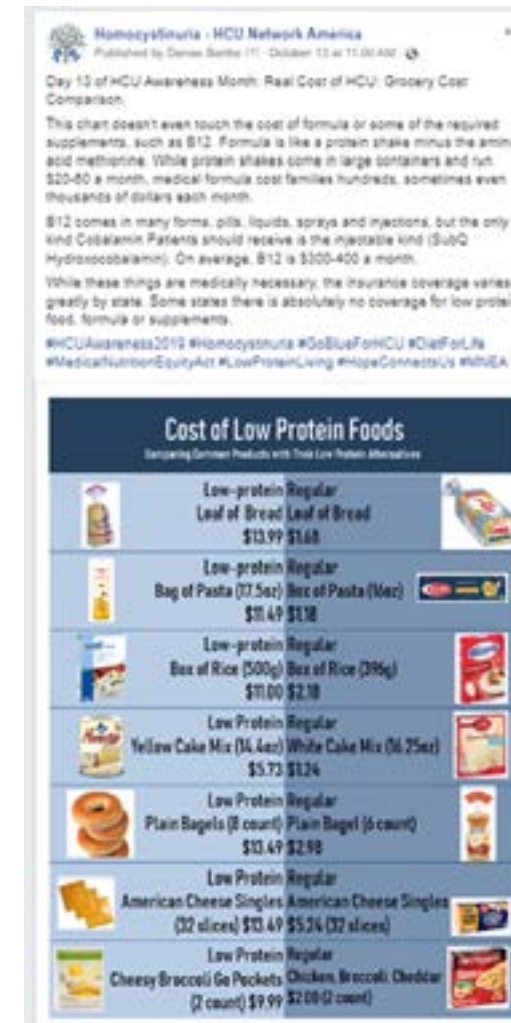 Homocystinuria - HCU Network America
Published by Danae Bartke · October 13 at 11:00 AM ·
Day 13 of HCU Awareness Month: Real Cost of HCU: Grocery Cost
Comparison.
This chart doesn't even touch the cost of formula or some of the required
supplements, such as B12. Formula is like a protein shake minus the amino
acid methionine. While protein shakes come in large containers and run
$20-60 a month, medical formula cost families hundreds, sometimes even
thousands of dollars each month.
B12 comes in many forms, pills, liquids, sprays and injections, but the only
kind Cobalamin Patients should receive is the injectable kind (SubQ
Hydroxocobalamin). On average, B12 is $300-400 a month.
While these things are medically necessary, the insurance coverage varies
greatly by state. Some states there is absolutely no coverage for low protein
food, formula or supplements.
#HCUAwareness2019 #Homocystinuria #GoBlueForHCU #DietForLife
#MedicalNutritionEquityAct #LowProteinLiving #HopeConnectsUs #MNEA
Cost of Low Protein Foods
Comparing Common Products with Their Low Protein Alternatives
Low-protein Regular
Loaf of Bread Loaf of Bread
$13.99 $1.68
Low-protein Regular
Bag of Pasta (17.5oz) Box of Pasta (16oz)
$11.49 $1.18
Low-protein Regular
Box of Rice (500g) Box of Rice (396g)
$11.00 $2.18
Low Protein Regular
Yellow Cake Mix (14.4oz) White Cake Mix (16.25oz)
$5.73 $1.24
Low Protein Regular
Plain Bagels (8 count) Plain Bagel (6 count)
$13.49 $2.98
Low Protein Regular
American Cheese Singles American Cheese Singles
(32 slices) $13.49 $5.24 (32 slices)
Low Protein Regular
Cheesy Broccoli Go Pockets Chicken, Broccoli, Cheddar
(2 count) $9.99 $2.00 (2 count)